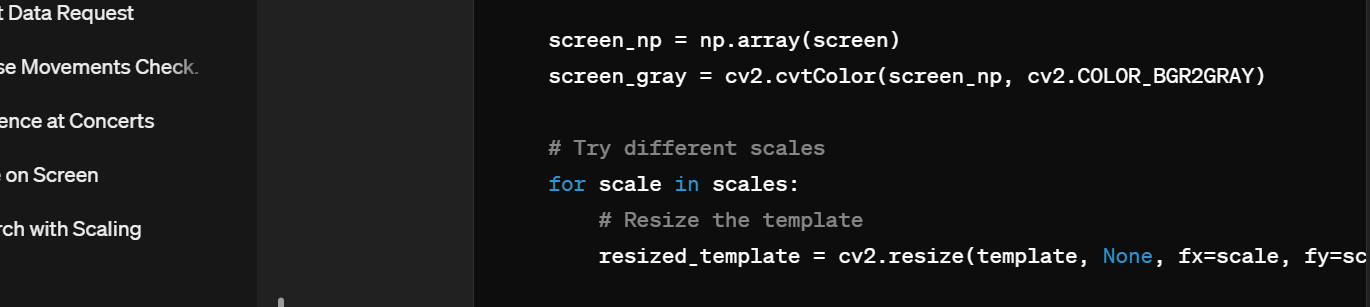 t Data Request
se Movements Check.
ence at Concerts
on Screen
rch with Scaling
screen_np = np.array(screen)
screen_gray = cv2.cvtColor(screen_np, cv2.COLOR_BGR2GRAY)
# Try different scales
for scale in scales:
# Resize the template
resized_template = cv2.resize(template, None, fx=scale, fy=sc